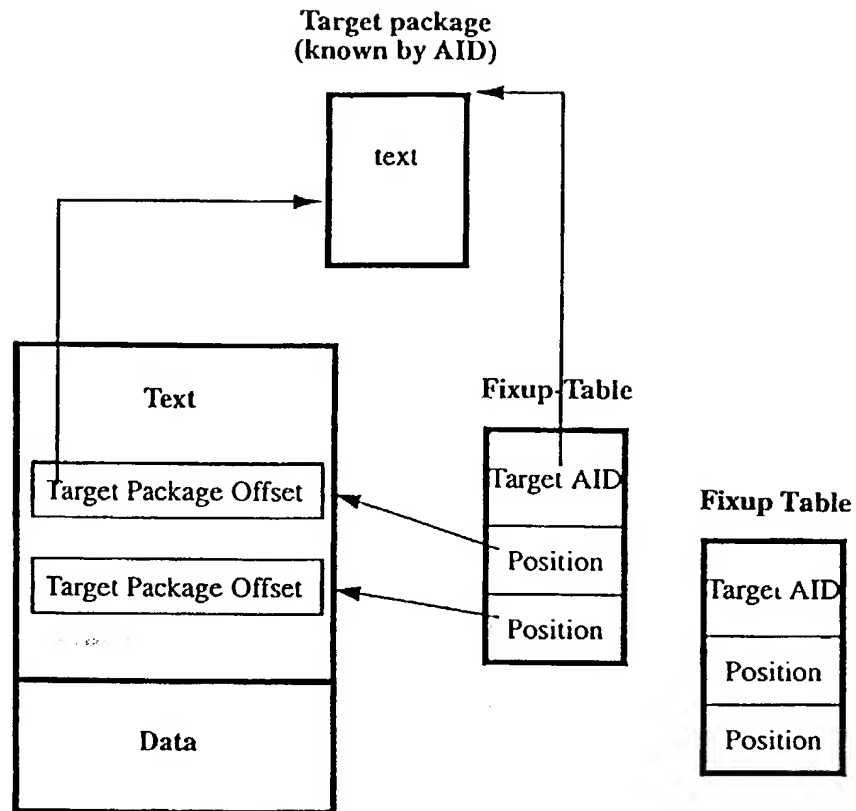 Target package
(known by AID)
text
Text
Target Package Offset
Target Package Offset
Data
Fixup Table
Target AID
Position
Position
Fixup Table
Target AID
Position
Position